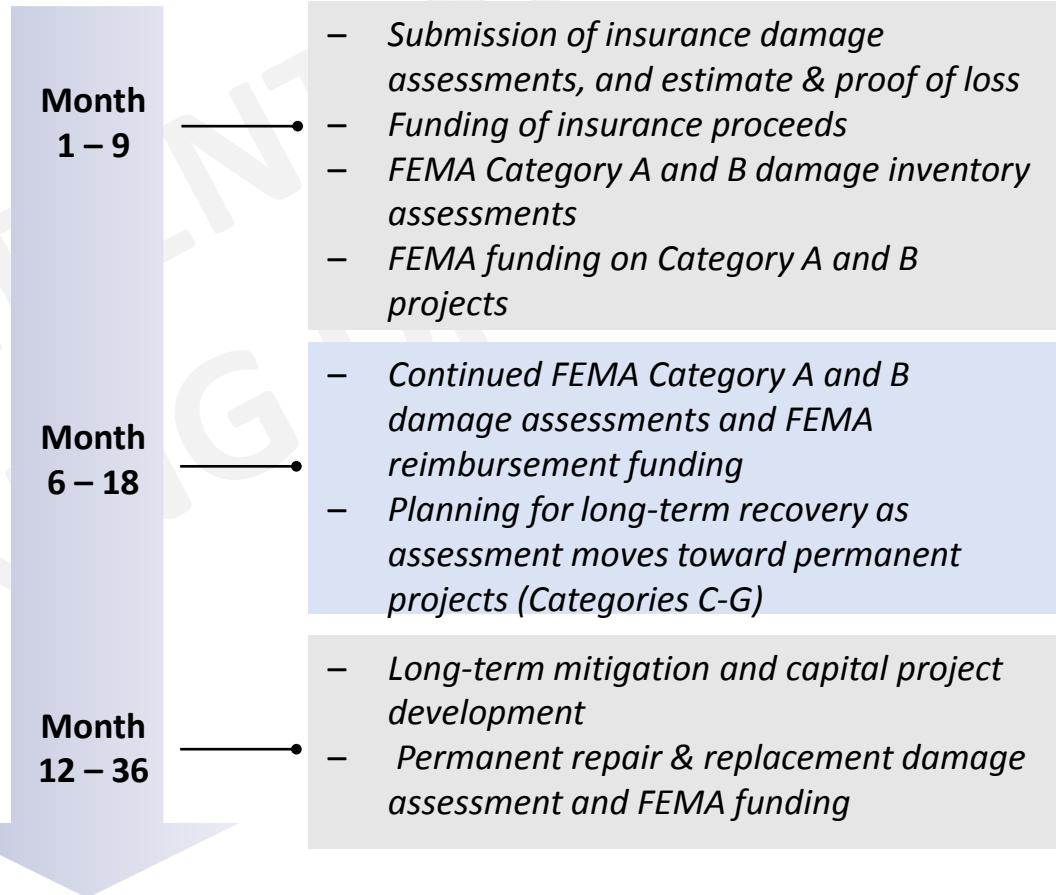 Month
1 – 9
– Submission of insurance damage
assessments, and estimate & proof of loss
– Funding of insurance proceeds
– FEMA Category A and B damage inventory
assessments
– FEMA funding on Category A and B
projects
Month
6 – 18
– Continued FEMA Category A and B
damage assessments and FEMA
reimbursement funding
– Planning for long-term recovery as
assessment moves toward permanent
projects (Categories C-G)
Month
12 – 36
– Long-term mitigation and capital project
development
– Permanent repair & replacement damage
assessment and FEMA funding